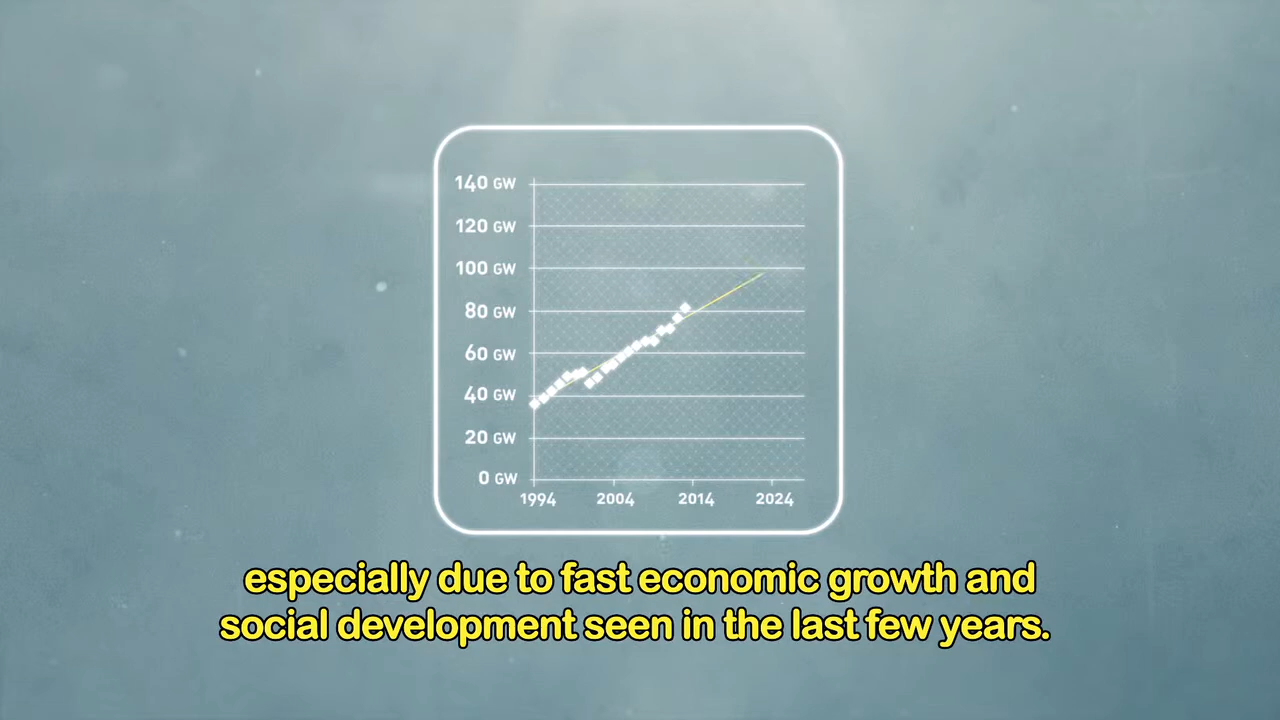 140 GW
120 GW
100 GW
80 GW
60 GW
40 GW
20 GW
0 GW
1994 2004 2014 2024
especially due to fast economic growth and
social development seen in the last few years.